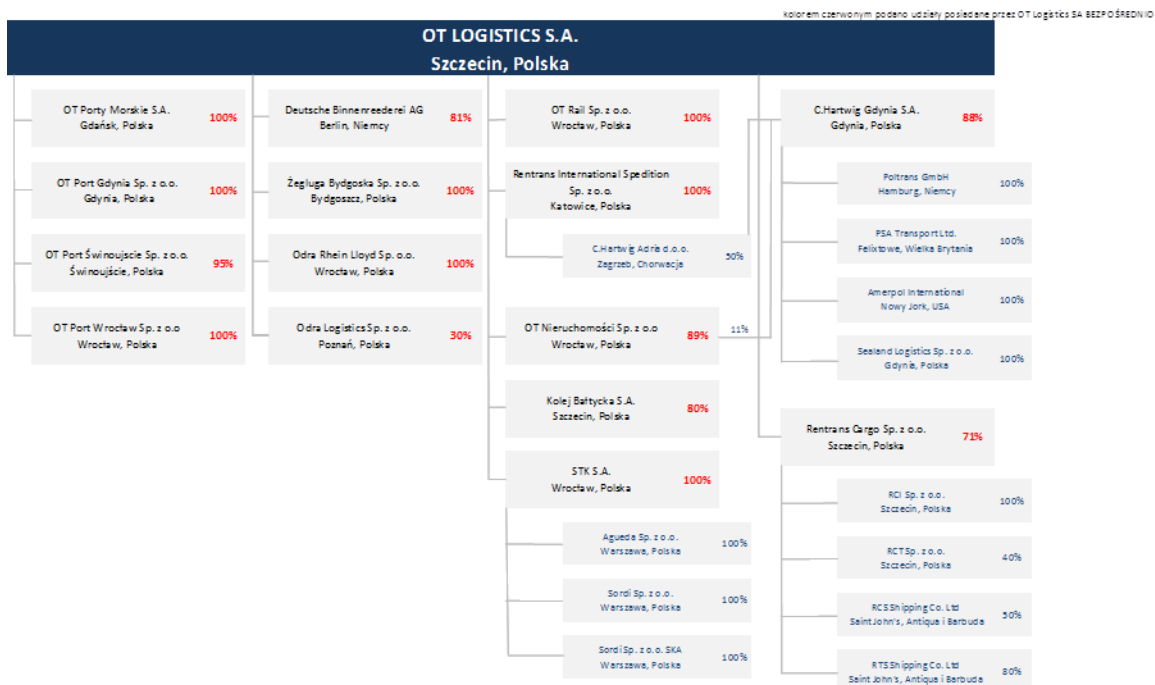 kolorem czerwonym podano udziały posiadane przez OT Logistics SA BEZPOŚREDNIO
OT LOGISTICS S.A.
Szczecin, Polska
OT Porty Morskie S.A.
Gdańsk, Polska
100%
OT Port Gdynia Sp. z o.o.
Gdynia, Polska
100%
OT Port Świnoujscie Sp. z o.o.
Świnoujście, Polska
95%
OT Port Wrocław Sp. z o.o
Wrocław, Polska
100%
Deutsche Binnenreederei AG
Berlin, Niemcy
81%
Żegluga Bydgoska Sp. z o.o.
Bydgoszcz, Polska
100%
Odra Rhein Lloyd Sp. o.o.
Wrocław, Polska
100%
Odra Logistics Sp. z o.o.
Poznań, Polska
30%
OT Rail Sp. z o.o.
Wrocław, Polska
100%
Rentrans International Spedition
Sp. z o.o.
Katowice, Polska
100%
C.Hartwig Adria d.o.o.
Zagrzeb, Chorwacja
50%
OT Nieruchomości Sp. z o.o
Wrocław, Polska
89%
11%
Kolej Bałtycka S.A.
Szczecin, Polska
80%
STK S.A.
Wrocław, Polska
100%
Agueda Sp. z o.o.
Warszawa, Polska
100%
Sordi Sp. z o.o.
Warszawa, Polska
100%
Sordi Sp. z o.o. SKA
Warszawa, Polska
100%
C.Hartwig Gdynia S.A.
Gdynia, Polska
88%
Poltrans GmbH
Hamburg, Niemcy
100%
PSA Transport Ltd.
Felixtowe, Wielka Brytania
100%
Amerpol International
Nowy Jork, USA
100%
Sealand Logistics Sp. z o.o.
Gdynia, Polska
100%
Rentrans Cargo Sp. z o.o.
Szczecin, Polska
71%
RCI Sp. z o.o.
Szczecin, Polska
100%
RCT Sp. z o.o.
Szczecin, Polska
40%
RCS Shipping Co. Ltd
Saint John's, Antiqua i Barbuda
50%
RTS Shipping Co. Ltd
Saint John's, Antiqua i Barbuda
80%